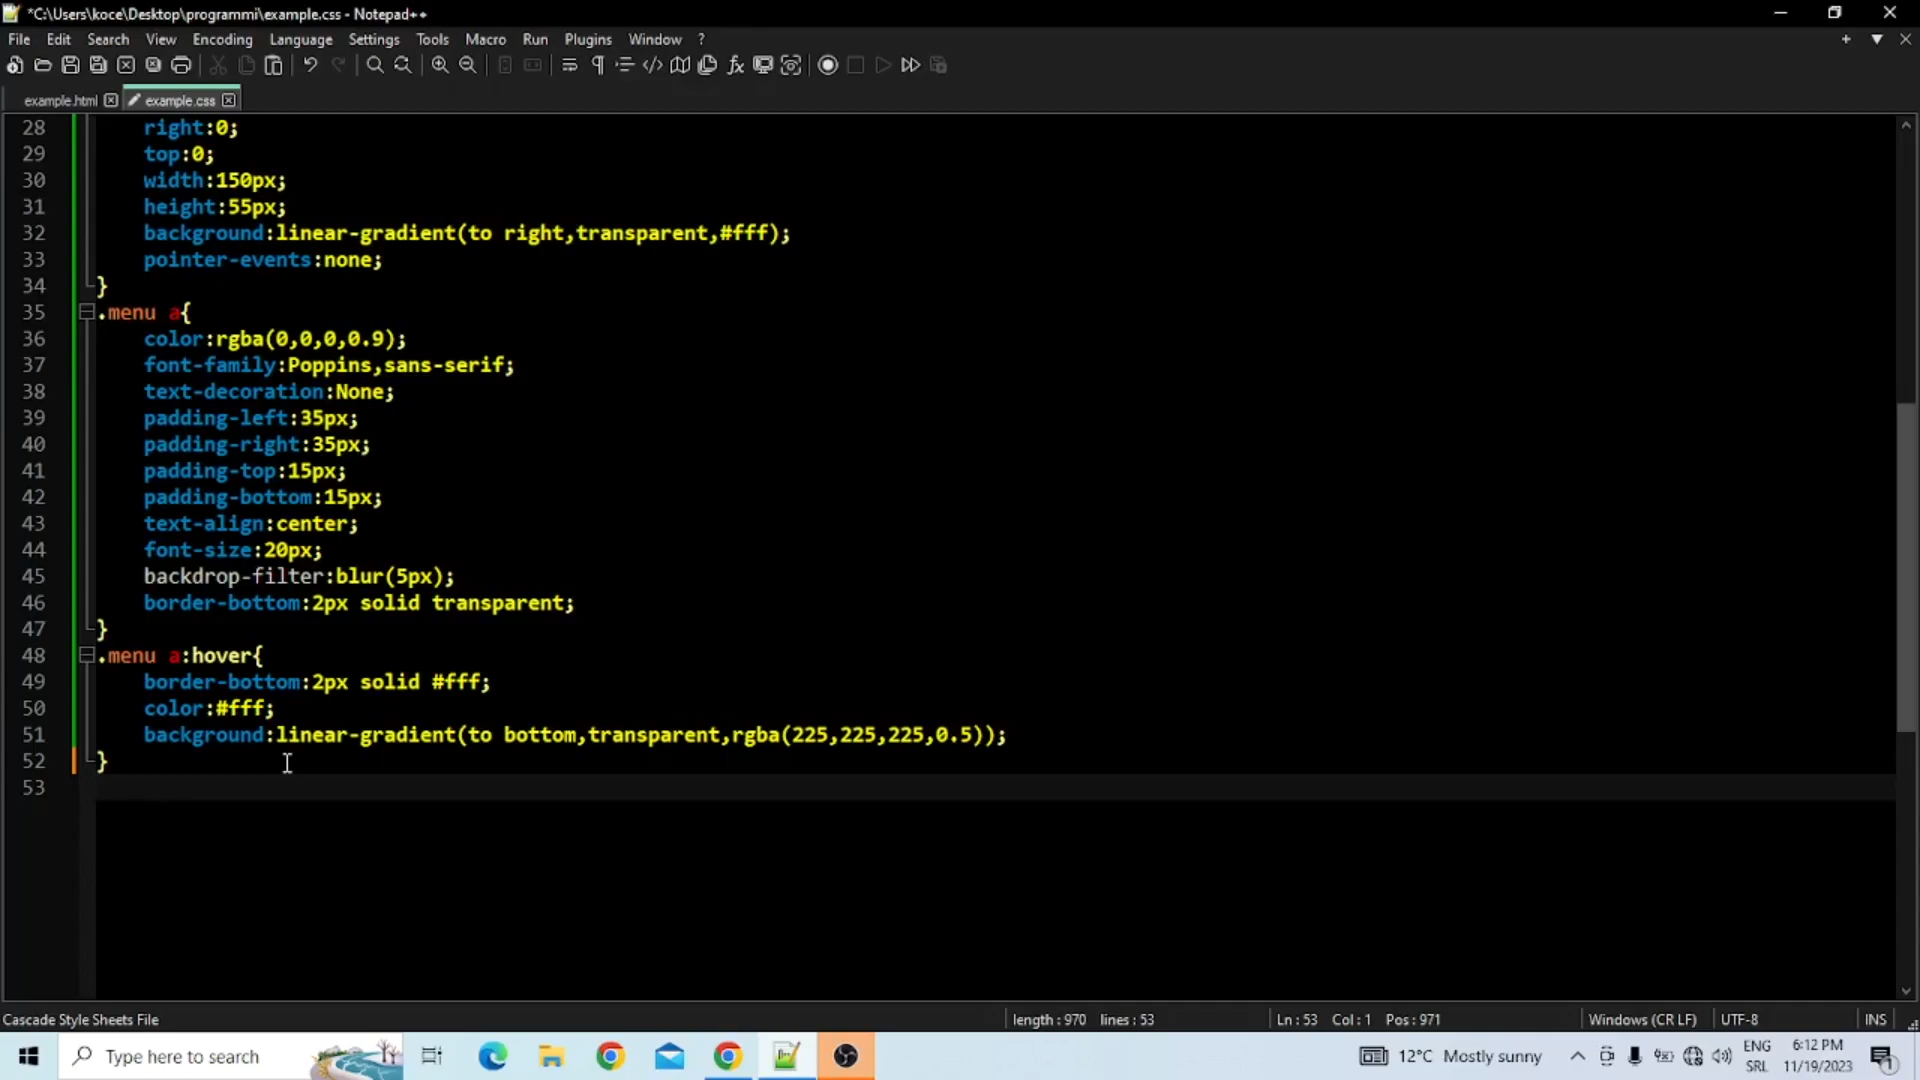 *C:\Users\koce\Desktop\programmi\example.css - Notepad++
File Edit Search View Encoding Language Settings Tools Macro Run Plugins Window ?
example.html example.css
28 right:0;
29 top:0;
30 width:150px;
31 height:55px;
32 background:linear-gradient(to right,transparent,#fff);
33 pointer-events:none;
34 }
35 .menu a{
36 color:rgba(0,0,0,0.9);
37 font-family:Poppins,sans-serif;
38 text-decoration:None;
39 padding-left:35px;
40 padding-right:35px;
41 padding-top:15px;
42 padding-bottom:15px;
43 text-align:center;
44 font-size:20px;
45 backdrop-filter:blur(5px);
46 border-bottom:2px solid transparent;
47 }
48 .menu a:hover{
49 border-bottom:2px solid #fff;
50 color:#fff;
51 background:linear-gradient(to bottom,transparent,rgba(225,225,225,0.5));
52 }
53
Cascade Style Sheets File length : 970 lines : 53 Ln : 53 Col : 1 Pos : 971 Windows (CR LF) UTF-8 INS
Type here to search 12°C Mostly sunny ENG 6:12 PM
SRL 11/19/2023 1